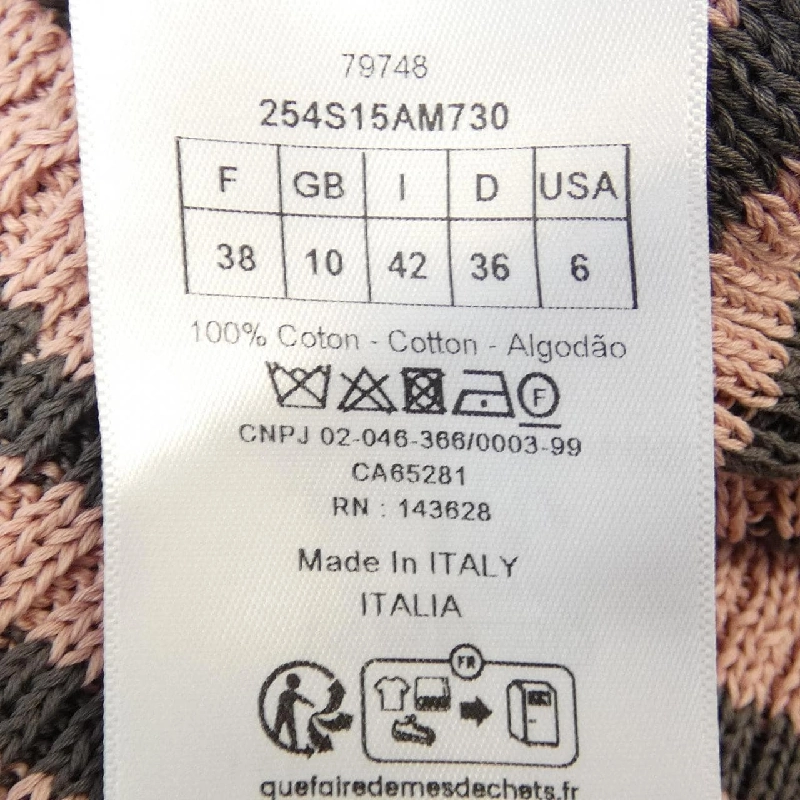 79748
254S15AM730
F GB I D USA
38 10 42 36 6
100% Coton - Cotton - Algodão
F
CNPJ 02-046-366/0003-99
CA65281
RN : 143628
Made In ITALY
ITALIA
FR
quefairedemesdechets.fr